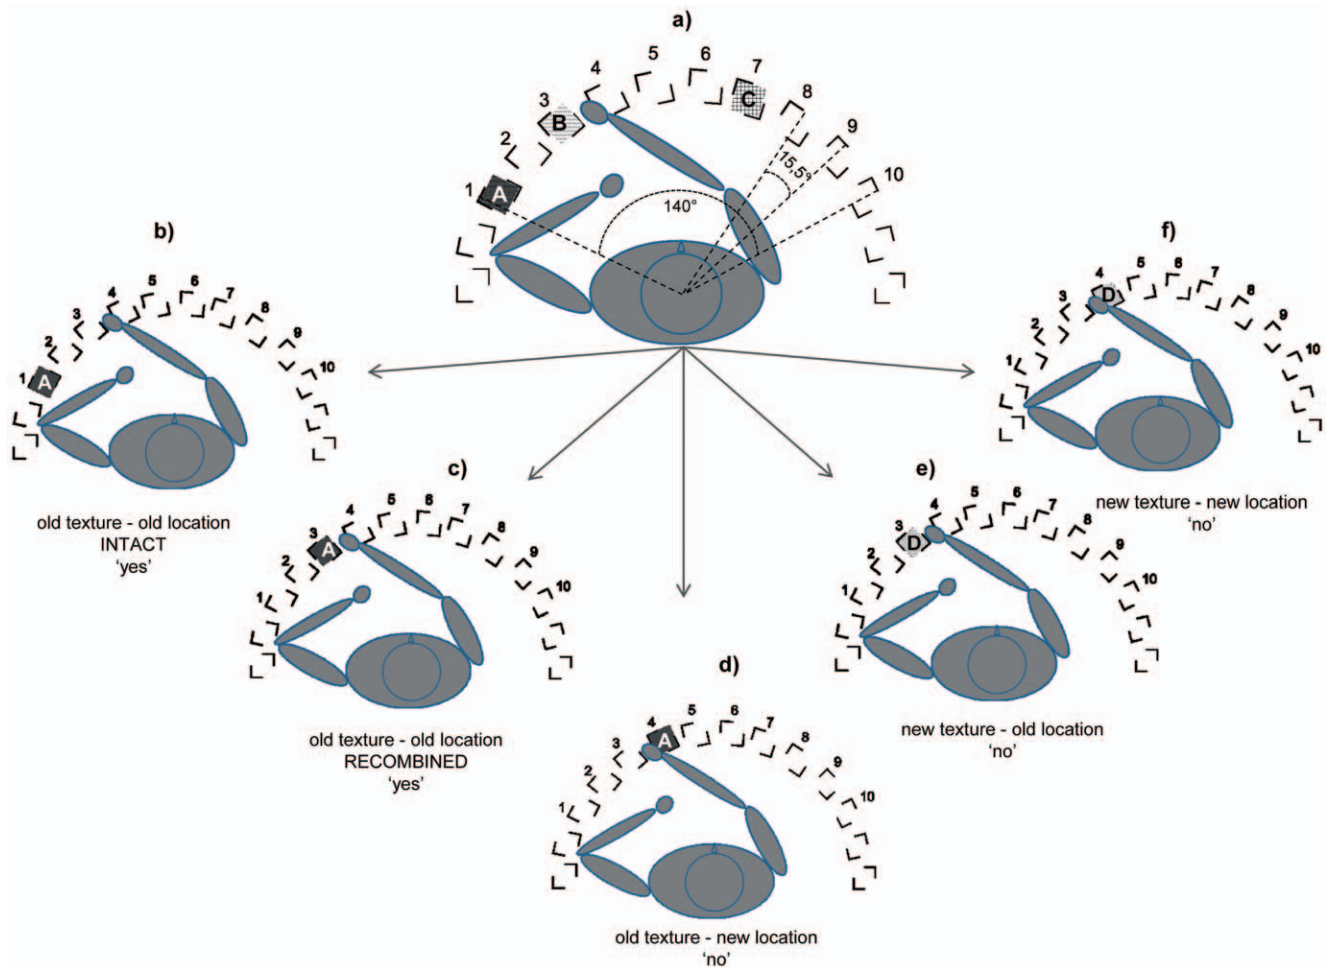 a)
1
2
3
4
5
6
7
8
9
10
A
B
C
15,5°
140°
b)
1
2
3
4
5
6
7
8
9
10
A
old texture - old location
INTACT
'yes'
c)
1
2
3
4
5
6
7
8
9
10
A
old texture - old location
RECOMBINED
'yes'
d)
1
2
3
4
5
6
7
8
9
10
A
old texture - new location
'no'
e)
1
2
3
4
5
6
7
8
9
10
D
new texture - old location
'no'
f)
1
2
3
4
5
6
7
8
9
10
D
new texture - new location
'no'